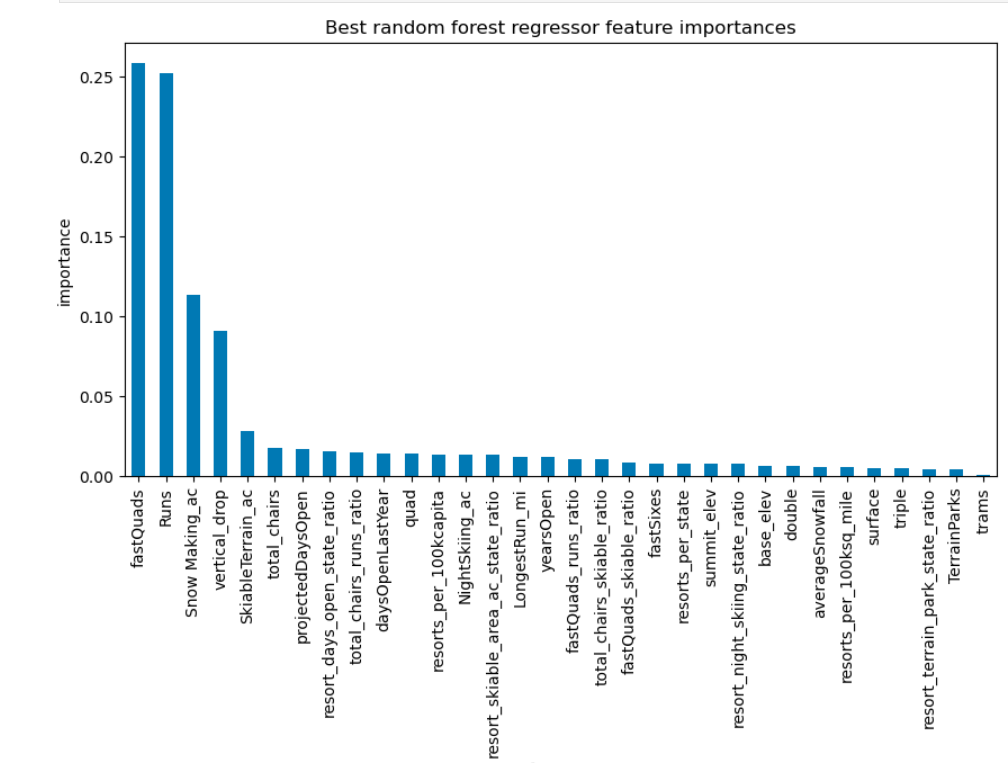 Best random forest regressor feature importances
importance
0.25
0.20
0.15
0.10
0.05
0.00
fastQuads
Runs
Snow Making_ac
vertical_drop
SkiableTerrain_ac
total_chairs
projectedDaysOpen
resort_days_open_state_ratio
total_chairs_runs_ratio
daysOpenLastYear
quad
resorts_per_100kcapita
NightSkiing_ac
resort_skiable_area_ac_state_ratio
LongestRun_mi
yearsOpen
fastQuads_runs_ratio
total_chairs_skiable_ratio
fastQuads_skiable_ratio
fastSixes
resorts_per_state
summit_elev
resort_night_skiing_state_ratio
base_elev
double
averageSnowfall
resorts_per_100ksq_mile
surface
triple
resort_terrain_park_state_ratio
TerrainParks
trams